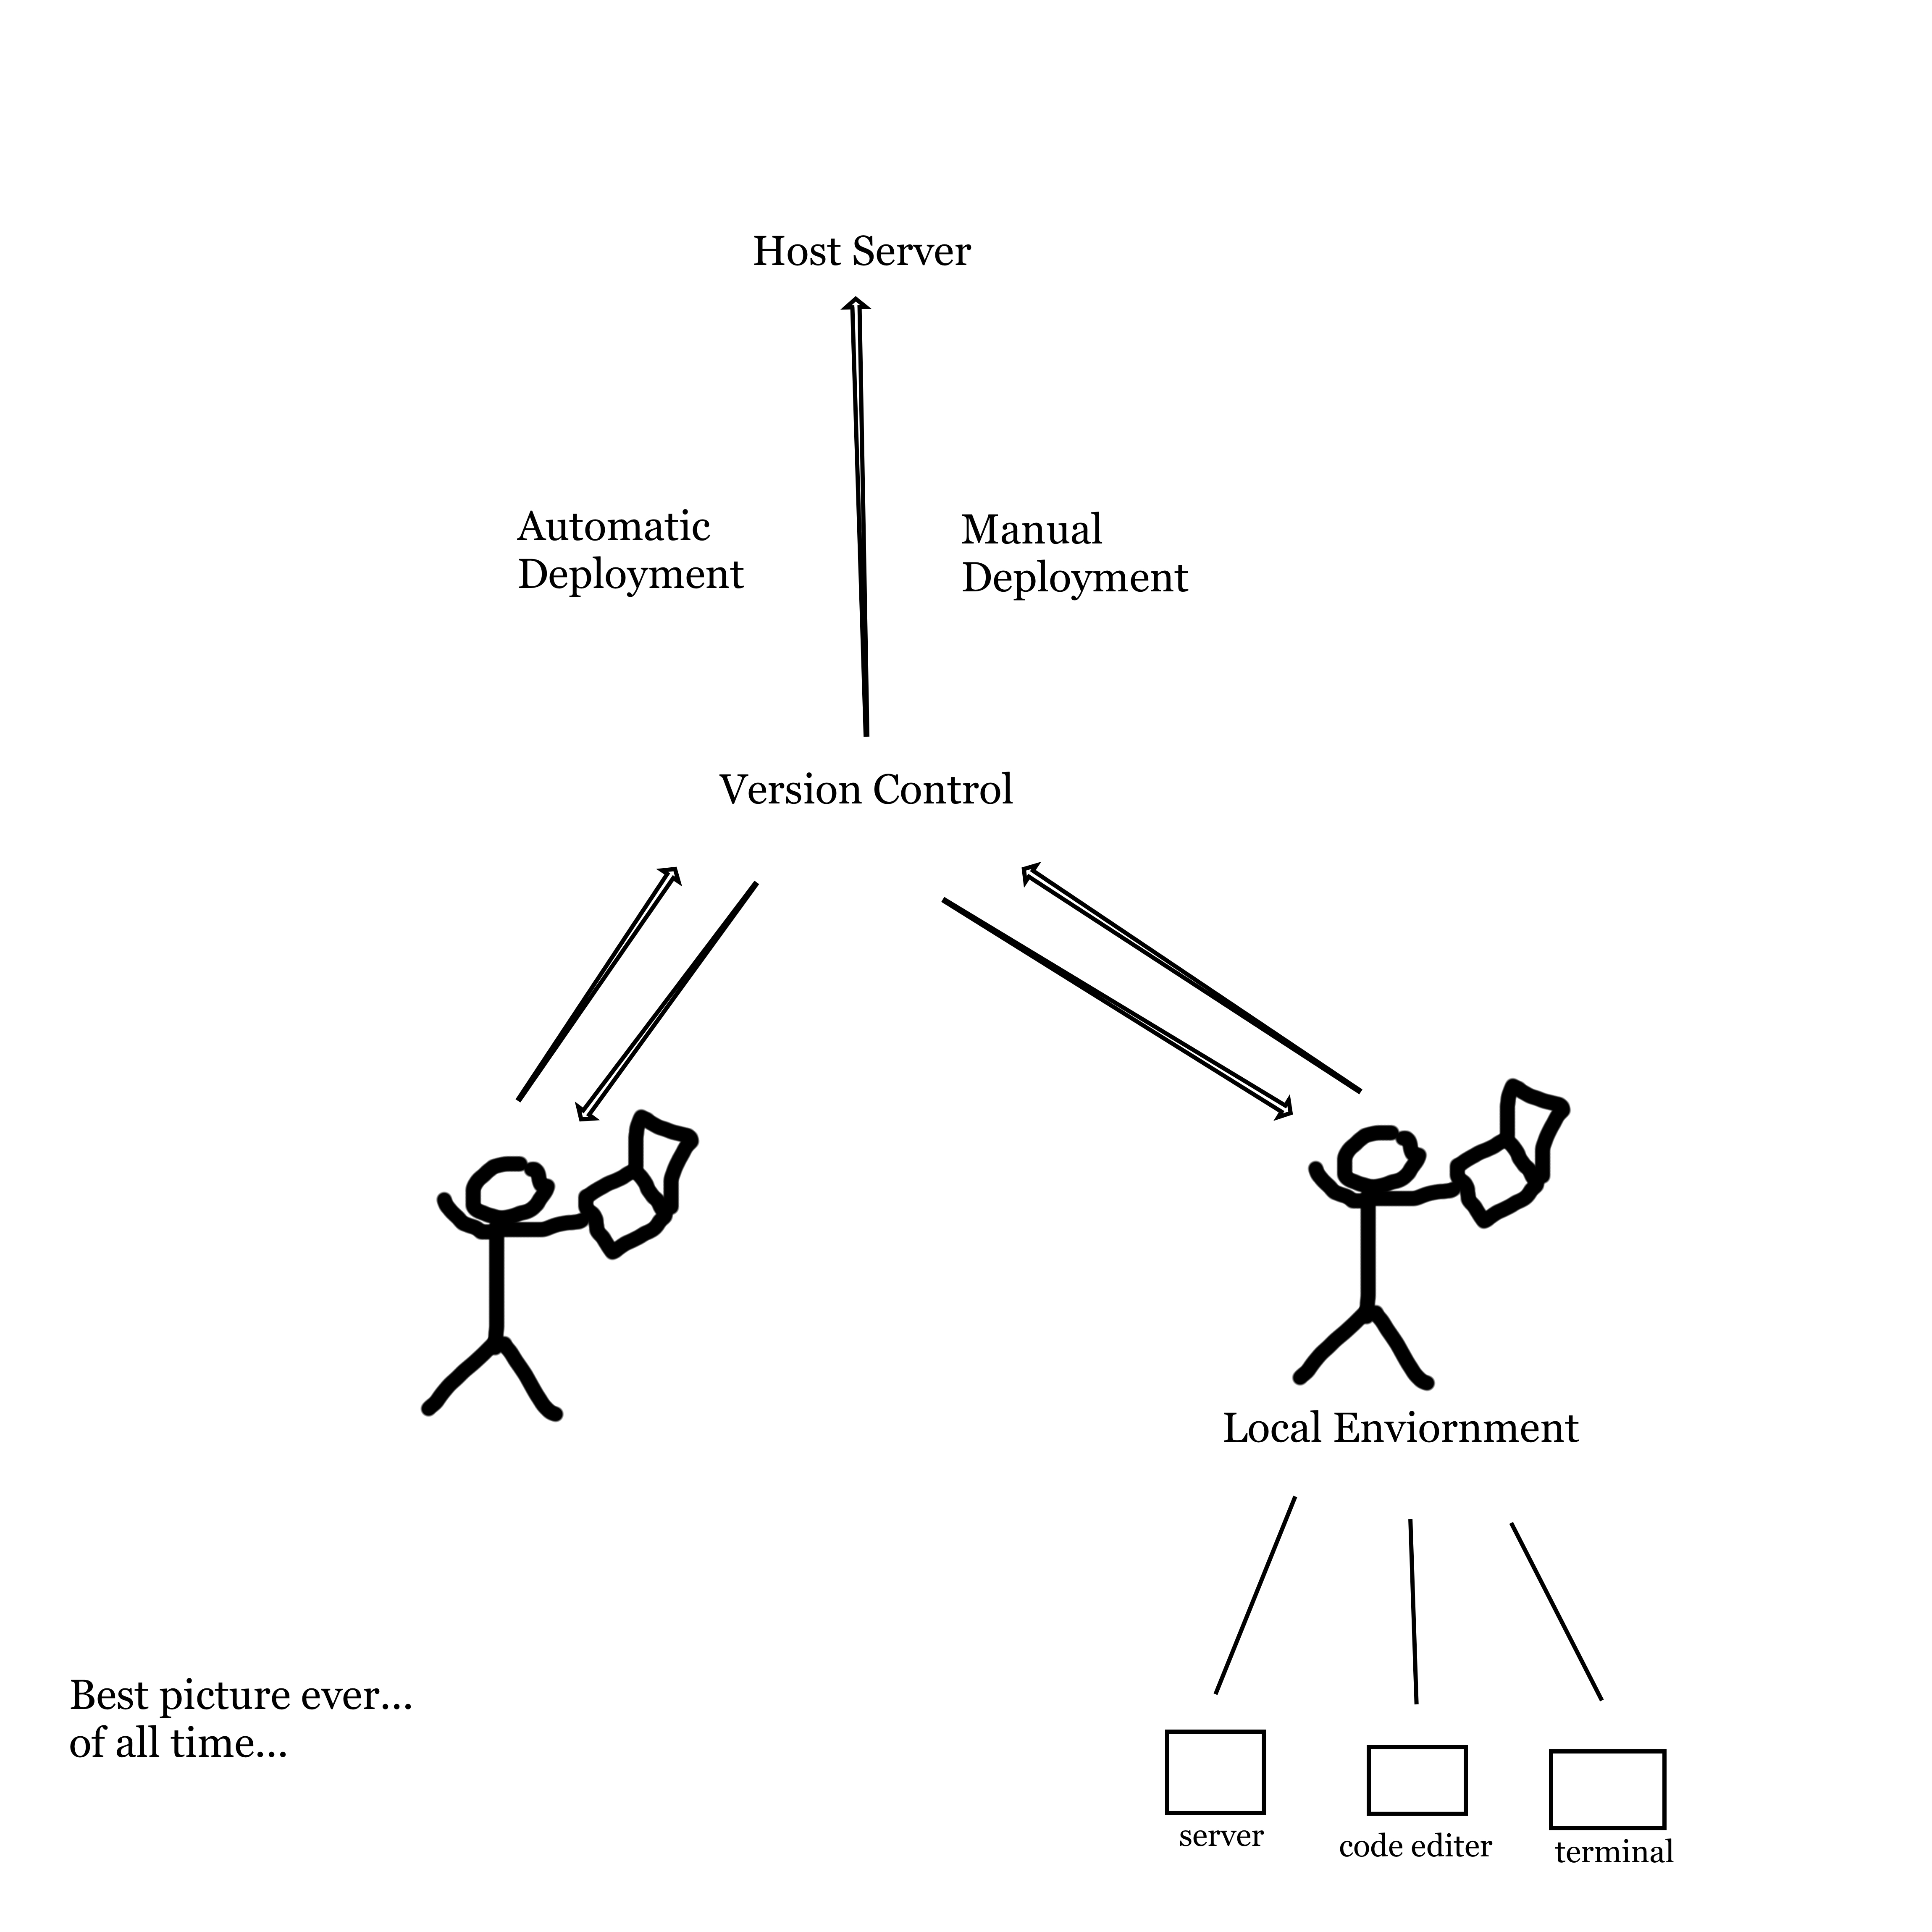 Host Server
Automatic
Deployment
Manual
Deployment
Version Control
Local Enviornment
Best picture ever...
of all time...
server
code editer
terminal